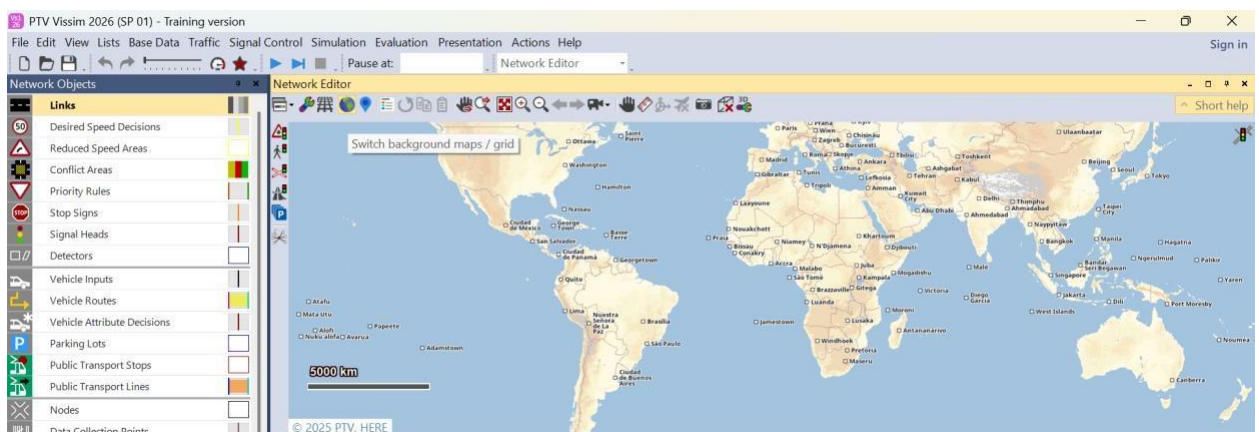 PTV Vissim 2026 (SP 01) - Training version
File Edit View Lists Base Data Traffic Signal Control Simulation Evaluation Presentation Actions Help
Sign in
Pause at:
Network Editor
Network Objects
Network Editor
Links
Short help
50
Desired Speed Decisions
Reduced Speed Areas
Switch background maps / grid
Conflict Areas
Priority Rules
STOP
Stop Signs
Signal Heads
Detectors
Vehicle Inputs
Vehicle Routes
Vehicle Attribute Decisions
P
Parking Lots
Public Transport Stops
Public Transport Lines
Nodes
Data Collection Points
Ottawa
Saint Pierre
Washington
Hamilton
Nassau
Ciudad de México
George Town
Basse Terre
San Salvador
Ciudad de Panamá
Georgetown
Quito
Lima
Nuestra Señora de La Paz
Brasilia
São Paulo
Ciudad de Buenos Aires
Atafu
Mata Utu
Alofi
Nuku alofa
Avarua
Papeete
Adamstown
Paris
Praha
Wien
Chisinău
Zagreb
Bucuresti
Madrid
Roma
Skopje
Ankara
Tbilisi
Gibraltar
Tunis
Athina
Lefkosia
Ashgabat
Toshkent
Tehran
Kabul
Tripoli
Amman
Kuwait City
Laayoune
Abu Dhabi
Nouakchott
Praia
Bissau
Conakry
Niamey
N'Djamena
Khartoum
Djibouti
Accra
Malabo
São Tomé
Juba
Kampala
Mogadishu
Brazzaville
Gitega
Luanda
Victoria
Diego Garcia
Jamestown
Lusaka
Moroni
Antananarivo
Windhoek
Pretoria
Maseru
Ulaanbaatar
Beijing
Seoul
Tokyo
Delhi
Thimphu
Ahmadabad
Ahmedabad
Taipei City
Naypyitaw
Bangkok
Manila
Hagatna
Male
Singapore
Bandar Seri Begawan
Ngerulmud
Palikir
Yaren
Jakarta
Dili
Port Moresby
West Islands
Noumea
Canberra
5000 km
© 2025 PTV, HERE